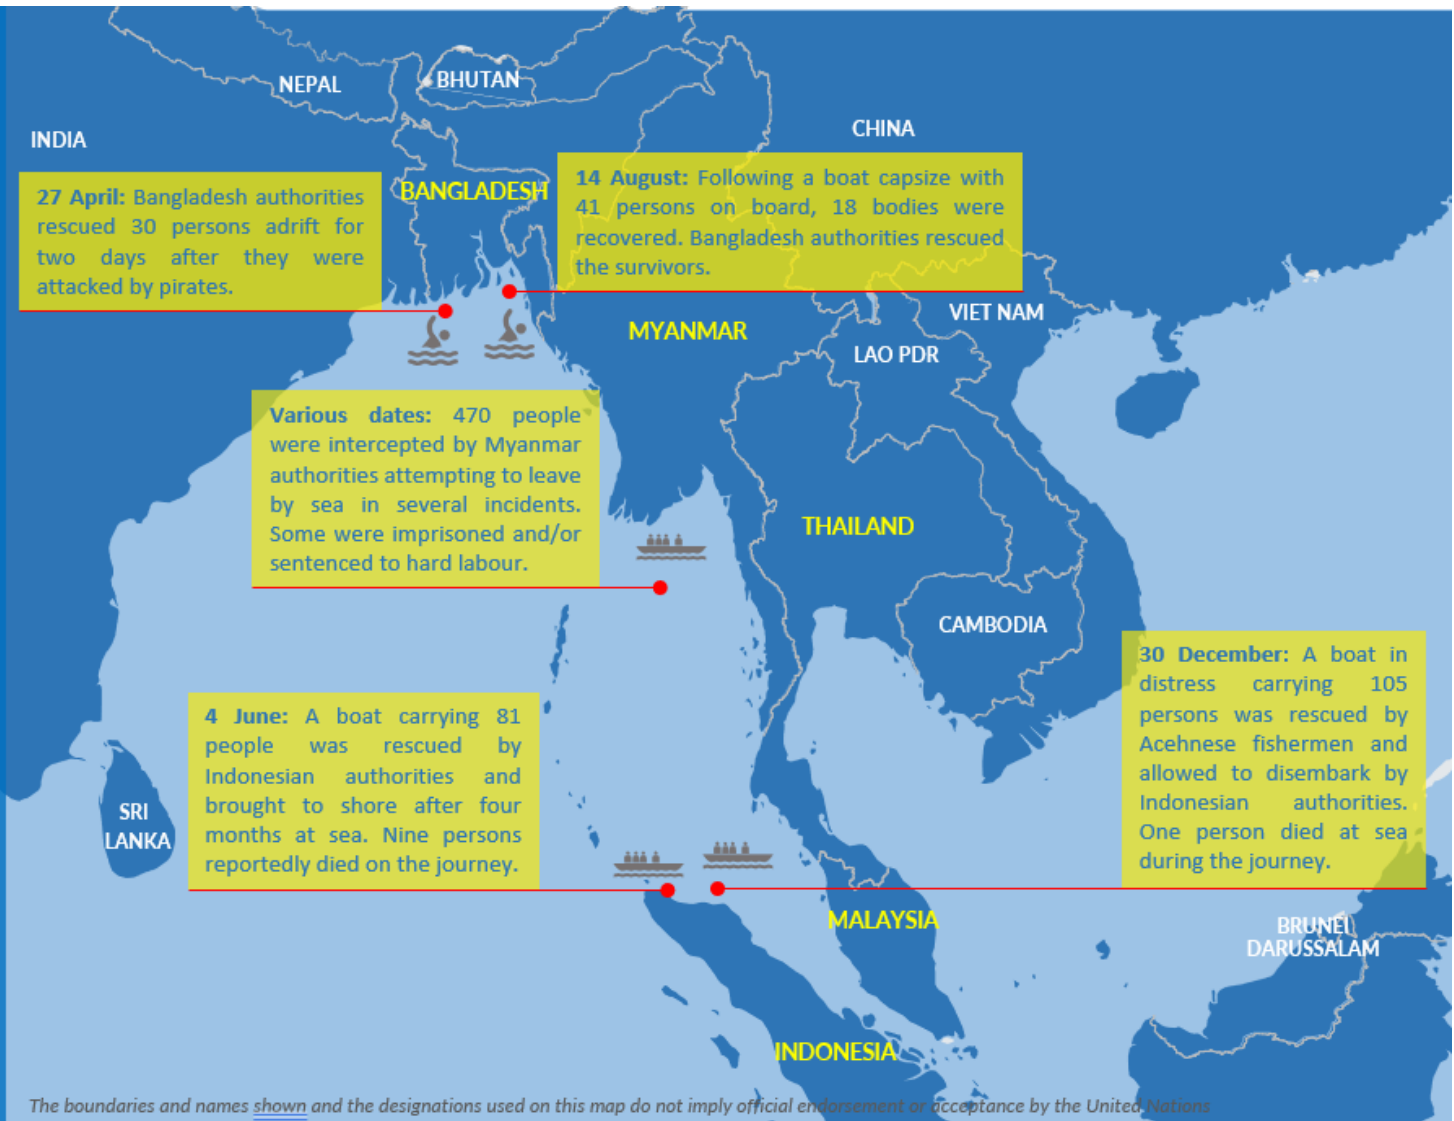 NEPAL
BHUTAN
INDIA
CHINA
BANGLADESH
27 April: Bangladesh authorities
rescued 30 persons adrift for
two days after they were
attacked by pirates.
14 August: Following a boat capsize with
41 persons on board, 18 bodies were
recovered. Bangladesh authorities rescued
the survivors.
MYANMAR
VIET NAM
LAO PDR
Various dates: 470 people
were intercepted by Myanmar
authorities attempting to leave
by sea in several incidents.
Some were imprisoned and/or
sentenced to hard labour.
THAILAND
CAMBODIA
30 December: A boat in
distress carrying 105
persons was rescued by
Acehnese fishermen and
allowed to disembark by
Indonesian authorities.
One person died at sea
during the journey.
4 June: A boat carrying 81
people was rescued by
Indonesian authorities and
brought to shore after four
months at sea. Nine persons
reportedly died on the journey.
SRI
LANKA
MALAYSIA
BRUNEI
DARUSSALAM
INDONESIA
The boundaries and names shown and the designations used on this map do not imply official endorsement or acceptance by the United Nations